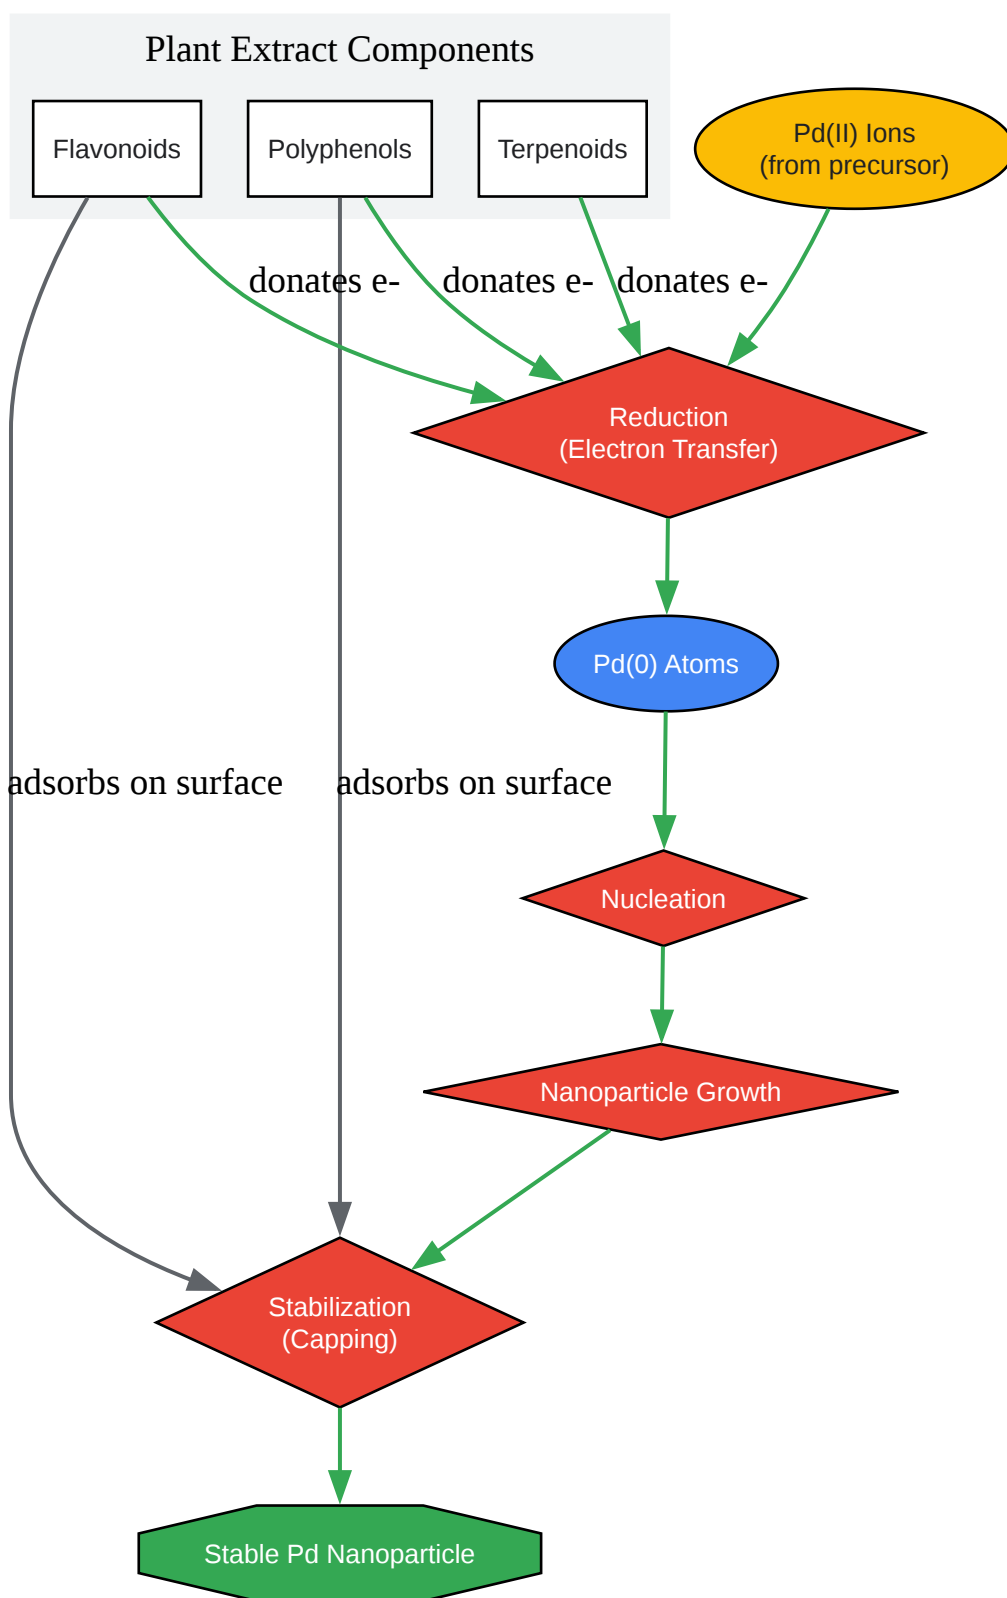 Plant Extract Components
Flavonoids
Polyphenols
Terpenoids
Pd(II) Ions
(from precursor)
donates e-
donates e-
donates e-
Reduction
(Electron Transfer)
Pd(0) Atoms
adsorbs on surface
adsorbs on surface
Nucleation
Nanoparticle Growth
Stabilization
(Capping)
Stable Pd Nanoparticle